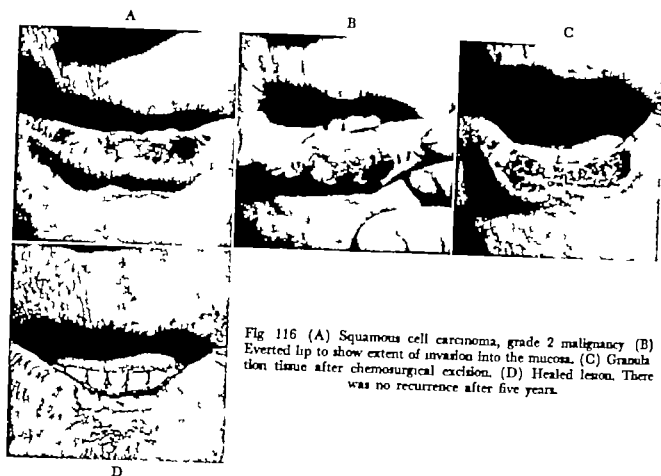 A
B
C
Fig 116 (A) Squamous cell carcinoma, grade 2 malignancy (B)
Everted lip to show extent of invasion into the mucosa. (C) Granula
tion tissue after chemosurgical excision. (D) Healed lesion. There
was no recurrence after five years.
D